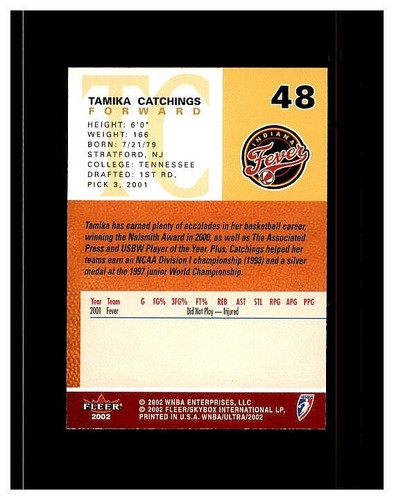 TC
TAMIKA CATCHINGS
FORWARD
48
HEIGHT: 6'0"
WEIGHT: 166
BORN: 7/21/79
STRATFORD, NJ
COLLEGE: TENNESSEE
DRAFTED: 1ST RD,
PICK 3, 2001
INDIANA
Fever
Tamika has earned plenty of accolades in her basketball career,
winning the Naismith Award in 2000, as well as The Associated
Press and USBW Player of the Year. Plus, Catchings helped her
teams earn an NCAA Division I championship (1998) and a silver
medal at the 1997 junior World Championship.
Year Team G FG% 3FG% FT% REB AST STL RPG APG PPG
2001 Fever Did Not Play — Injured
FLEER
2002
© 2002 WNBA ENTERPRISES, LLC
© 2002 FLEER/SKYBOX INTERNATIONAL LP,
PRINTED IN U.S.A. WNBA/ULTRA/2002